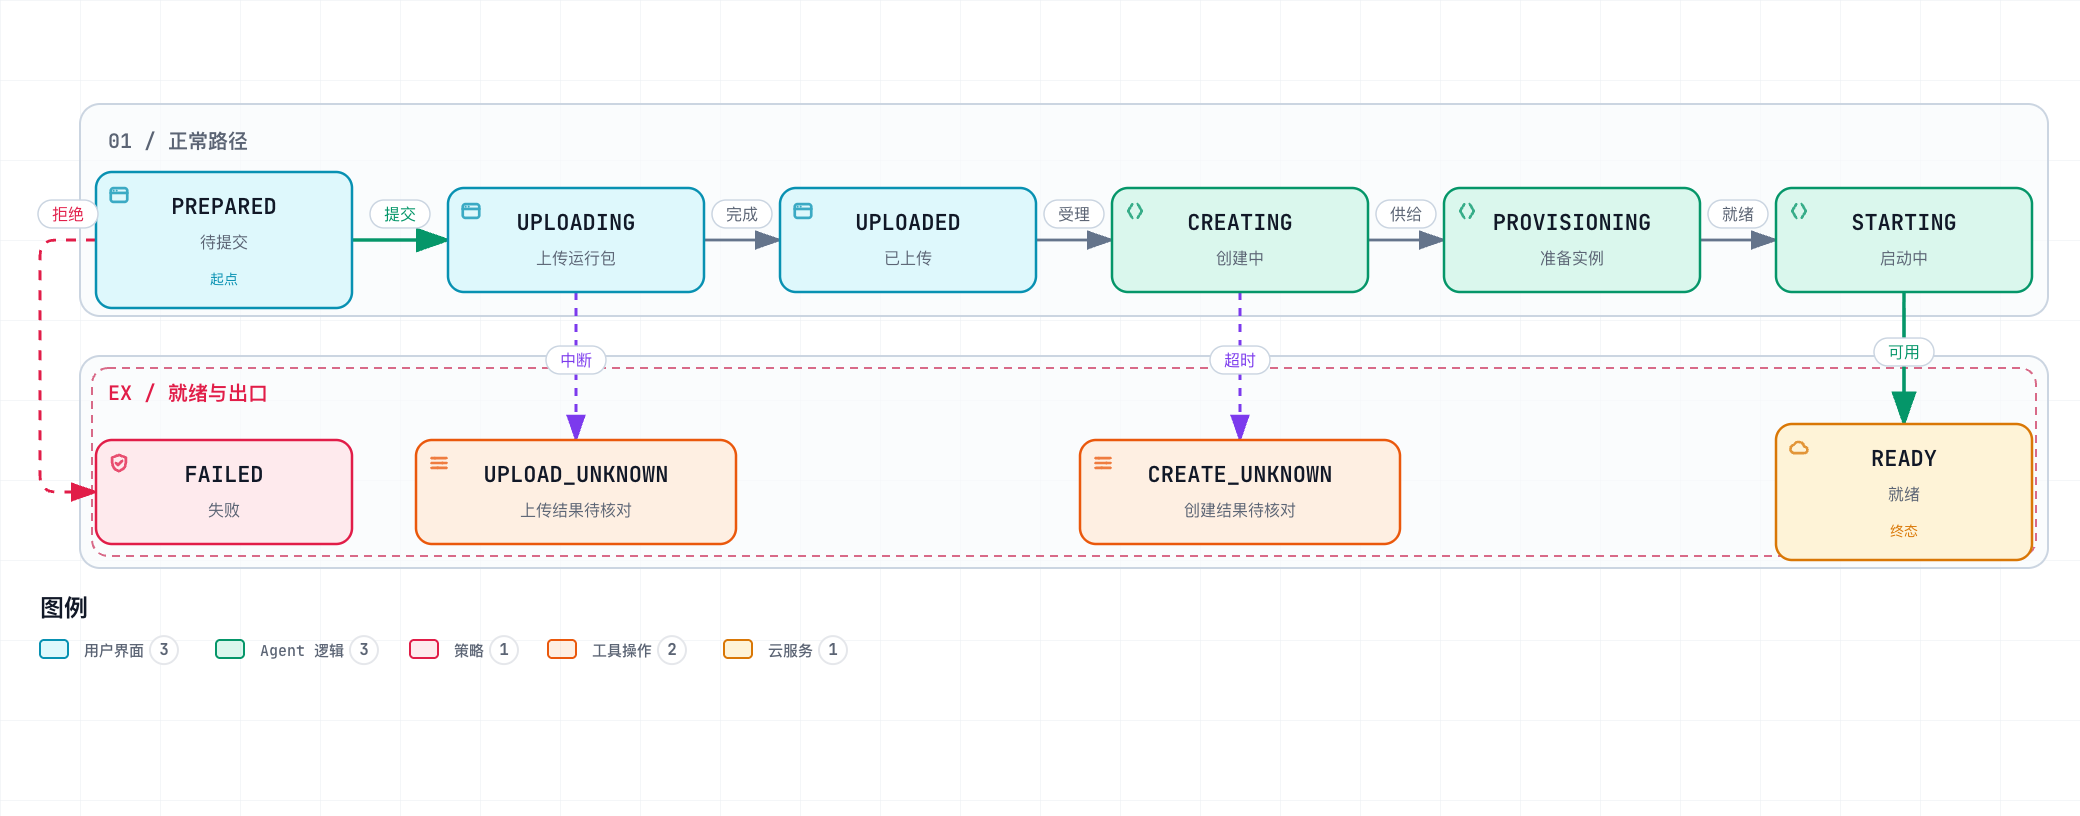 01 / 正常路径
拒绝
PREPARED
待提交
起点
提交
UPLOADING
上传运行包
完成
UPLOADED
已上传
受理
CREATING
创建中
供给
PROVISIONING
准备实例
就绪
STARTING
启动中
中断
超时
可用
EX / 就绪与出口
FAILED
失败
UPLOAD_UNKNOWN
上传结果待核对
CREATE_UNKNOWN
创建结果待核对
READY
就绪
终态
图例
用户界面 3
Agent 逻辑 3
策略 1
工具操作 2
云服务 1